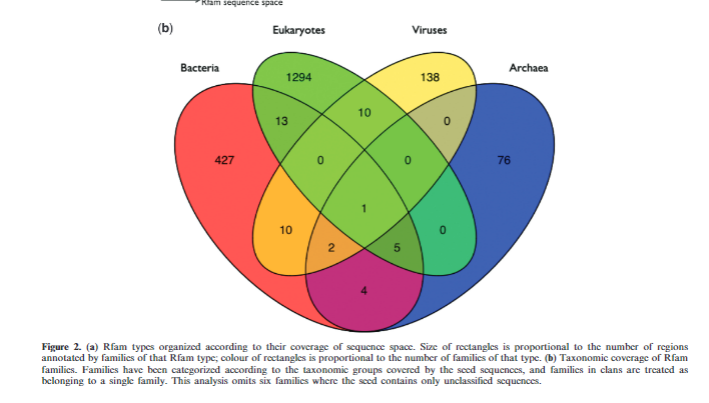 Rfam sequence space
(b)
Eukaryotes Viruses
Bacteria Archaea
1294 138
13 10 0
427 0 0 76
1
10 0
2 5
4
Figure 2. (a) Rfam types organized according to their coverage of sequence space. Size of rectangles is proportional to the number of regions
annotated by families of that Rfam type; colour of rectangles is proportional to the number of families of that type. (b) Taxonomic coverage of Rfam
families. Families have been categorized according to the taxonomic groups covered by the seed sequences, and families in clans are treated as
belonging to a single family. This analysis omits six families where the seed contains only unclassified sequences.